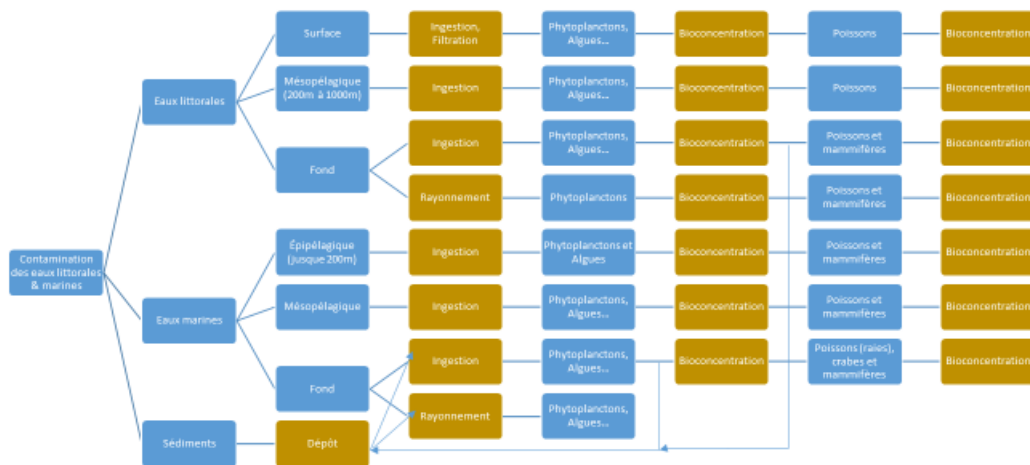 Surface
Ingestion,
Filtration
Phytoplanctons,
Algues...
Bioconcentration
Poissons
Bioconcentration
Eaux littorales
Mésopélagique
(200m à 1000m)
Ingestion
Phytoplanctons,
Algues...
Bioconcentration
Poissons
Bioconcentration
Fond
Ingestion
Phytoplanctons,
Algues...
Bioconcentration
Poissons et
mammifères
Bioconcentration
Rayonnement
Phytoplanctons
Bioconcentration
Poissons et
mammifères
Bioconcentration
Contamination
des eaux littorales
& marines
Eaux marines
Épipélagique
(jusque 200m)
Ingestion
Phytoplanctons et
Algues
Bioconcentration
Poissons et
mammifères
Bioconcentration
Mésopélagique
Ingestion
Phytoplanctons,
Algues...
Bioconcentration
Poissons et
mammifères
Bioconcentration
Fond
Ingestion
Phytoplanctons,
Algues...
Bioconcentration
Poissons (raies),
crabes et
mammifères
Bioconcentration
Rayonnement
Phytoplanctons,
Algues...
Sédiments
Dépôt